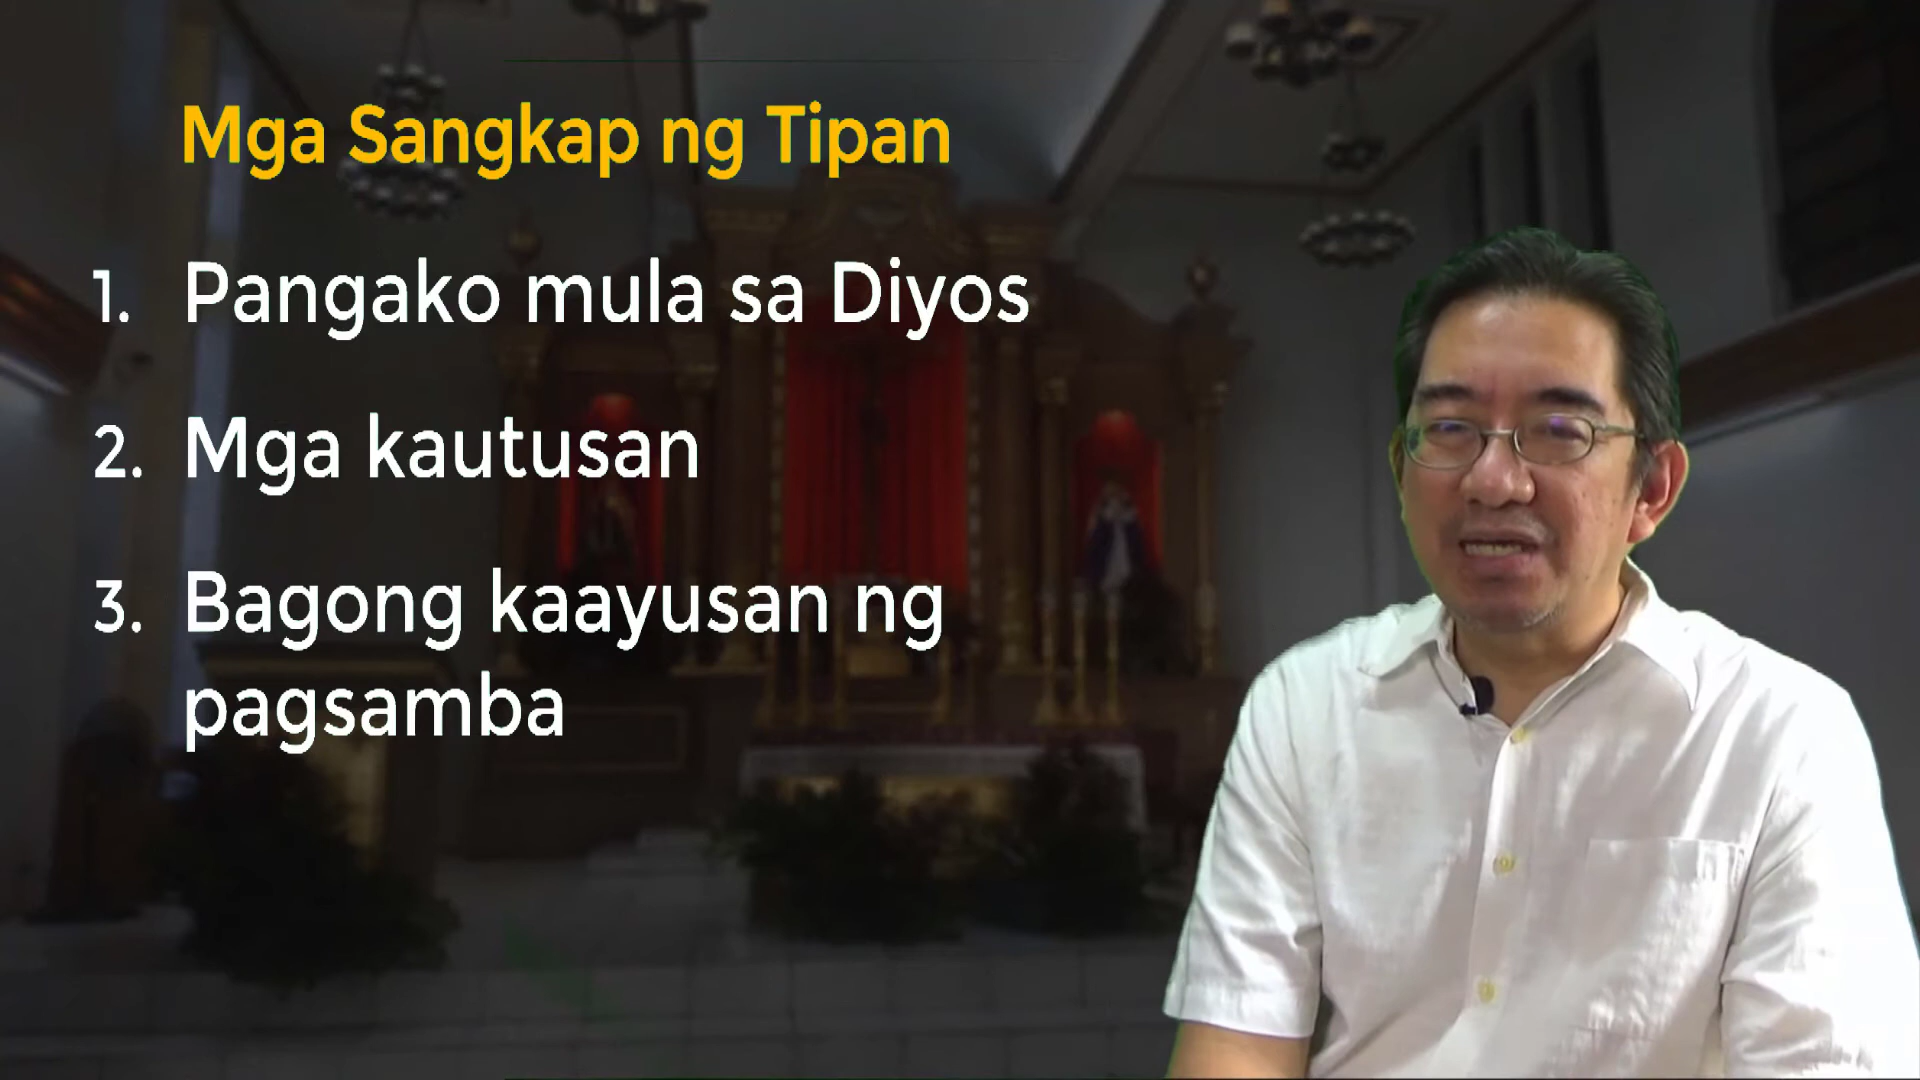 Mga Sangkap ng Tipan
1. Pangako mula sa Diyos
2. Mga kautusan
3. Bagong kaayusan ng
pagsamba